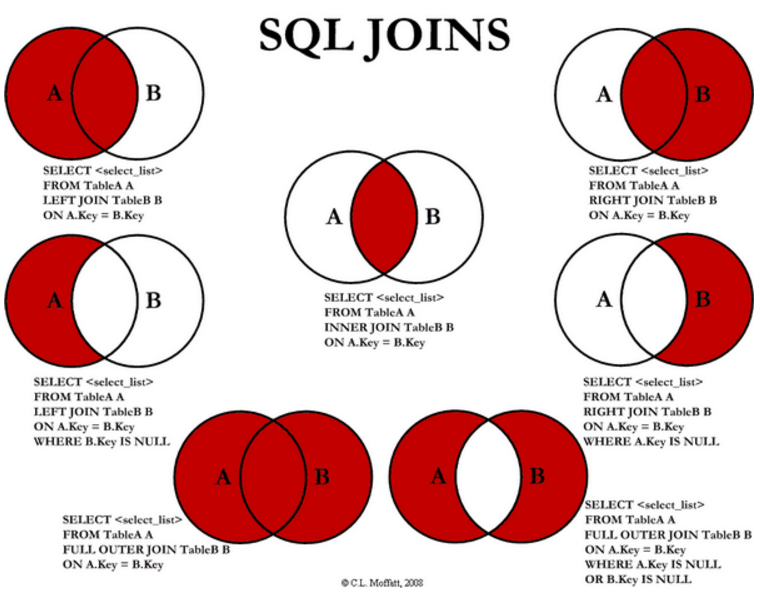 SQL JOINS
A B
SELECT <select_list>
FROM TableA A
LEFT JOIN TableB B
ON A.Key = B.Key
A B
SELECT <select_list>
FROM TableA A
RIGHT JOIN TableB B
ON A.Key = B.Key
A B
SELECT <select_list>
FROM TableA A
INNER JOIN TableB B
ON A.Key = B.Key
A B
SELECT <select_list>
FROM TableA A
LEFT JOIN TableB B
ON A.Key = B.Key
WHERE B.Key IS NULL
A B
SELECT <select_list>
FROM TableA A
RIGHT JOIN TableB B
ON A.Key = B.Key
WHERE A.Key IS NULL
A B
SELECT <select_list>
FROM TableA A
FULL OUTER JOIN TableB B
ON A.Key = B.Key
A B
SELECT <select_list>
FROM TableA A
FULL OUTER JOIN TableB B
ON A.Key = B.Key
WHERE A.Key IS NULL
OR B.Key IS NULL
© C.L. Moffatt, 2008